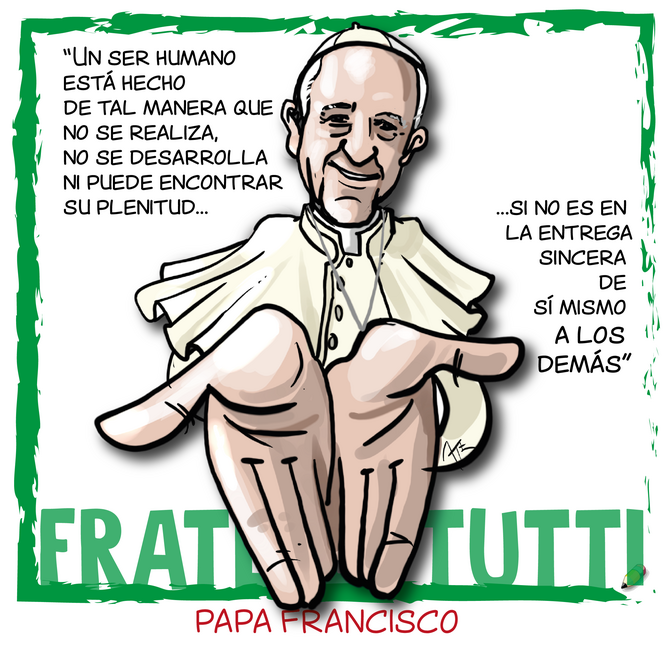 “UN SER HUMANO
ESTÁ HECHO
DE TAL MANERA QUE
NO SE REALIZA,
NO SE DESARROLLA
NI PUEDE ENCONTRAR
SU PLENITUD...
...SI NO ES EN
LA ENTREGA
SINCERA
DE
SÍ MISMO
A LOS
DEMÁS”
FRAT TUTTI
PAPA FRANCISCO